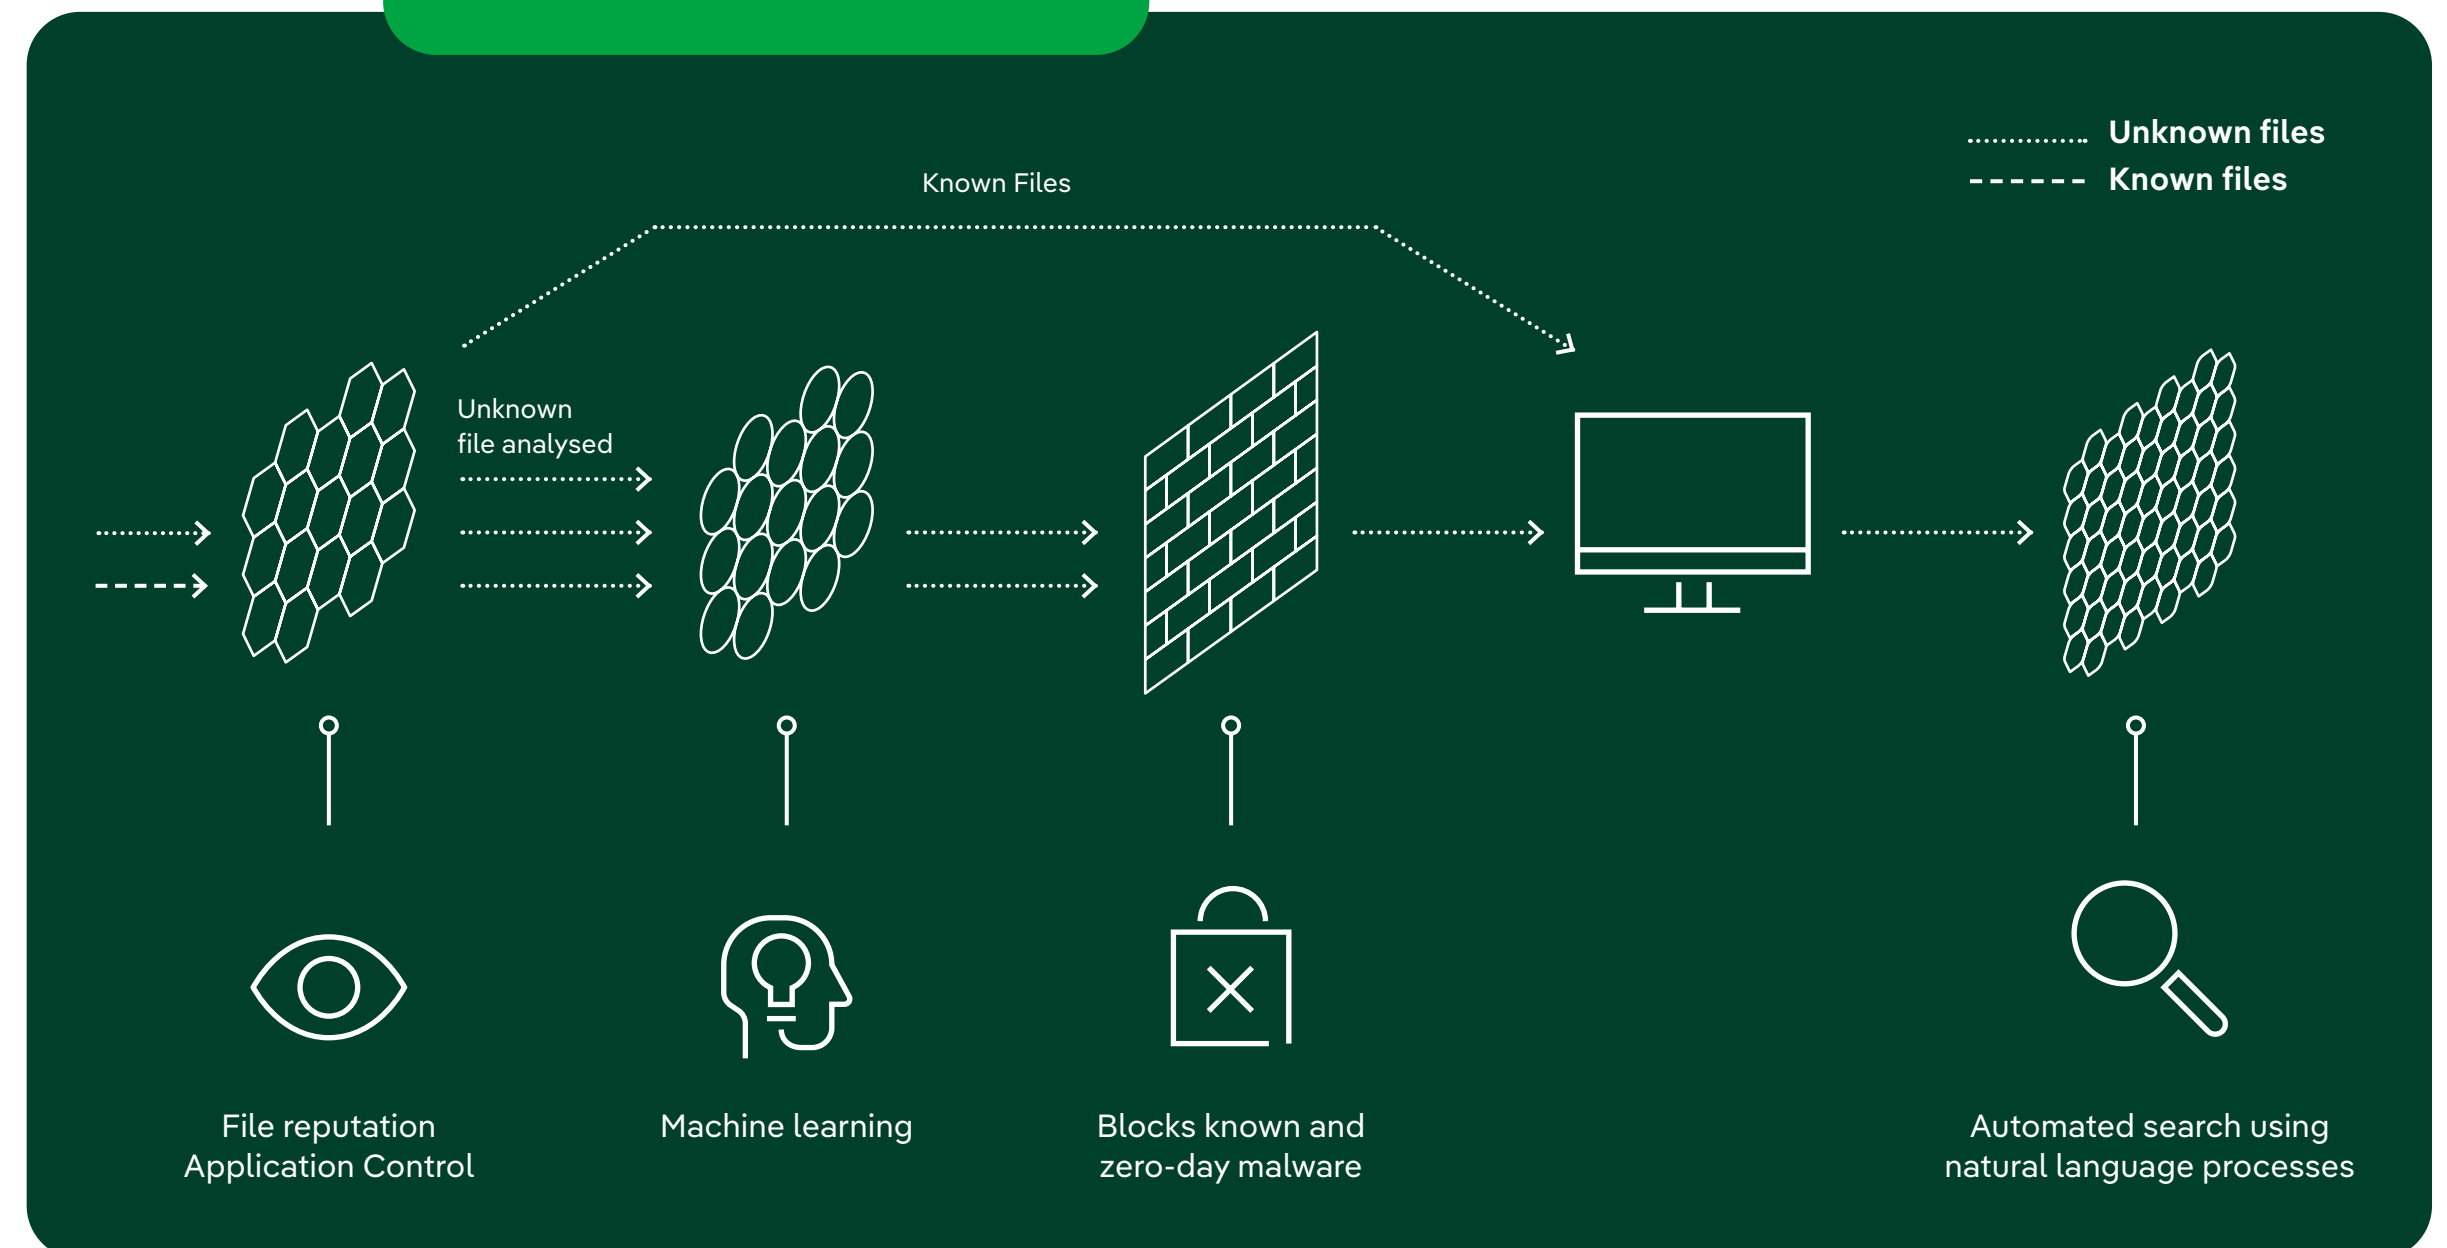 Unknown files
Known files
Known Files
Unknown
file analysed
File reputation
Application Control
Machine learning
Blocks known and
zero-day malware
Automated search using
natural language processes